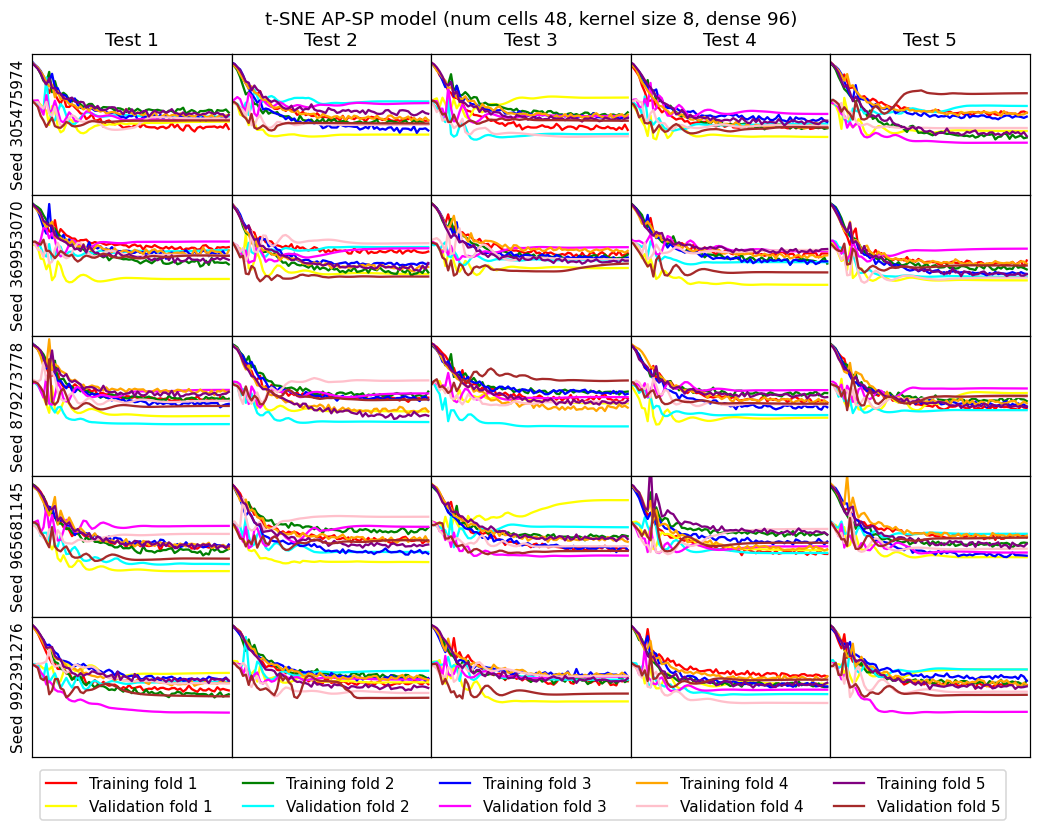 t-SNE AP-SP model (num cells 48, kernel size 8, dense 96)
Test 1 Test 2 Test 3 Test 4 Test 5
Seed 305475974
Seed 3669953070
Seed 8779273778
Seed 965681145
Seed 992391276
Training fold 1 Training fold 2 Training fold 3 Training fold 4 Training fold 5
Validation fold 1 Validation fold 2 Validation fold 3 Validation fold 4 Validation fold 5